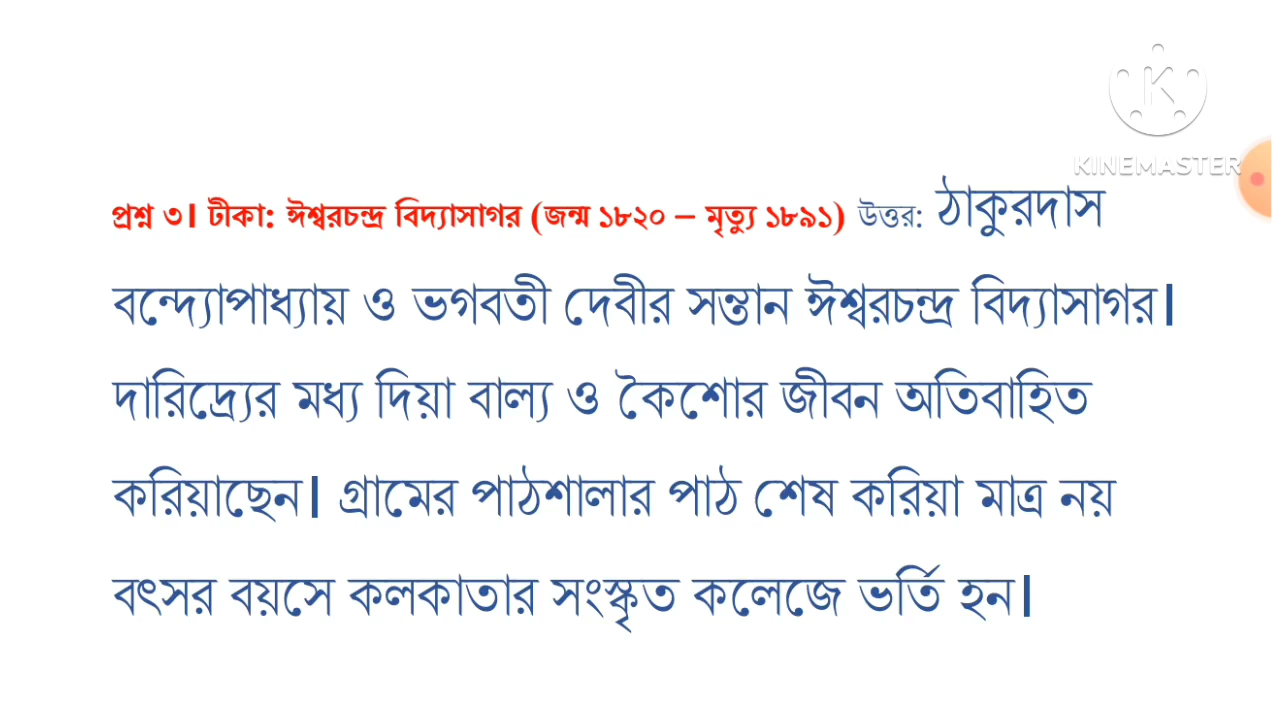 KINEMASTER
প্রশ্ন ৩। টীকা: ঈশ্বরচন্দ্র বিদ্যাসাগর (জন্ম ১৮২০ – মৃত্যু ১৮৯১) উত্তর: ঠাকুরদাস
বন্দ্যোপাধ্যায় ও ভগবতী দেবীর সন্তান ঈশ্বরচন্দ্র বিদ্যাসাগর।
দারিদ্র্যের মধ্য দিয়া বাল্য ও কৈশোর জীবন অতিবাহিত
করিয়াছেন। গ্রামের পাঠশালার পাঠ শেষ করিয়া মাত্র নয়
বৎসর বয়সে কলকাতার সংস্কৃত কলেজে ভর্তি হন।